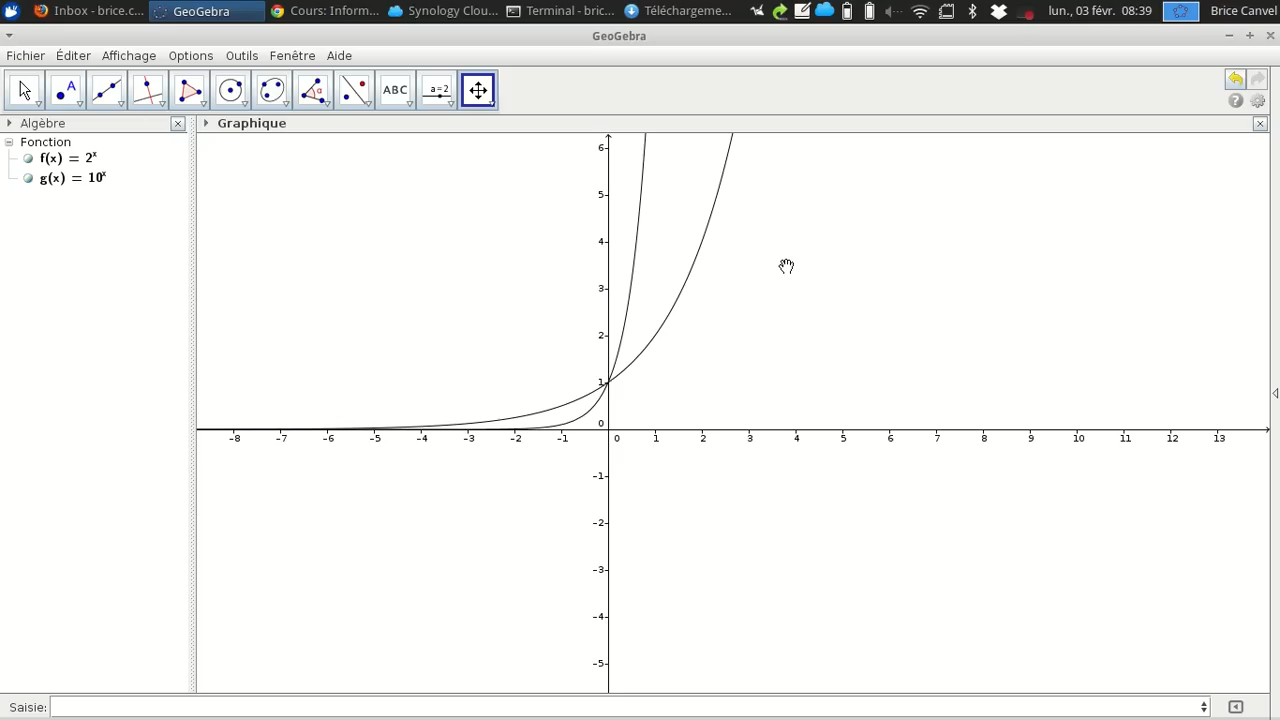 Inbox - brice.c... GeoGebra Cours: Inform... Synology Clou... Terminal - bric... Téléchargeme... lun., 03 févr. 08:39 Brice Canvel
GeoGebra
Fichier Éditer Affichage Options Outils Fenêtre Aide
A α ABC a=2
Algèbre Graphique
Fonction
f(x) = 2ˣ
g(x) = 10ˣ
6
5
4
3
2
1
0
-8 -7 -6 -5 -4 -3 -2 -1 0 1 2 3 4 5 6 7 8 9 10 11 12 13
-1
-2
-3
-4
-5
Saisie: